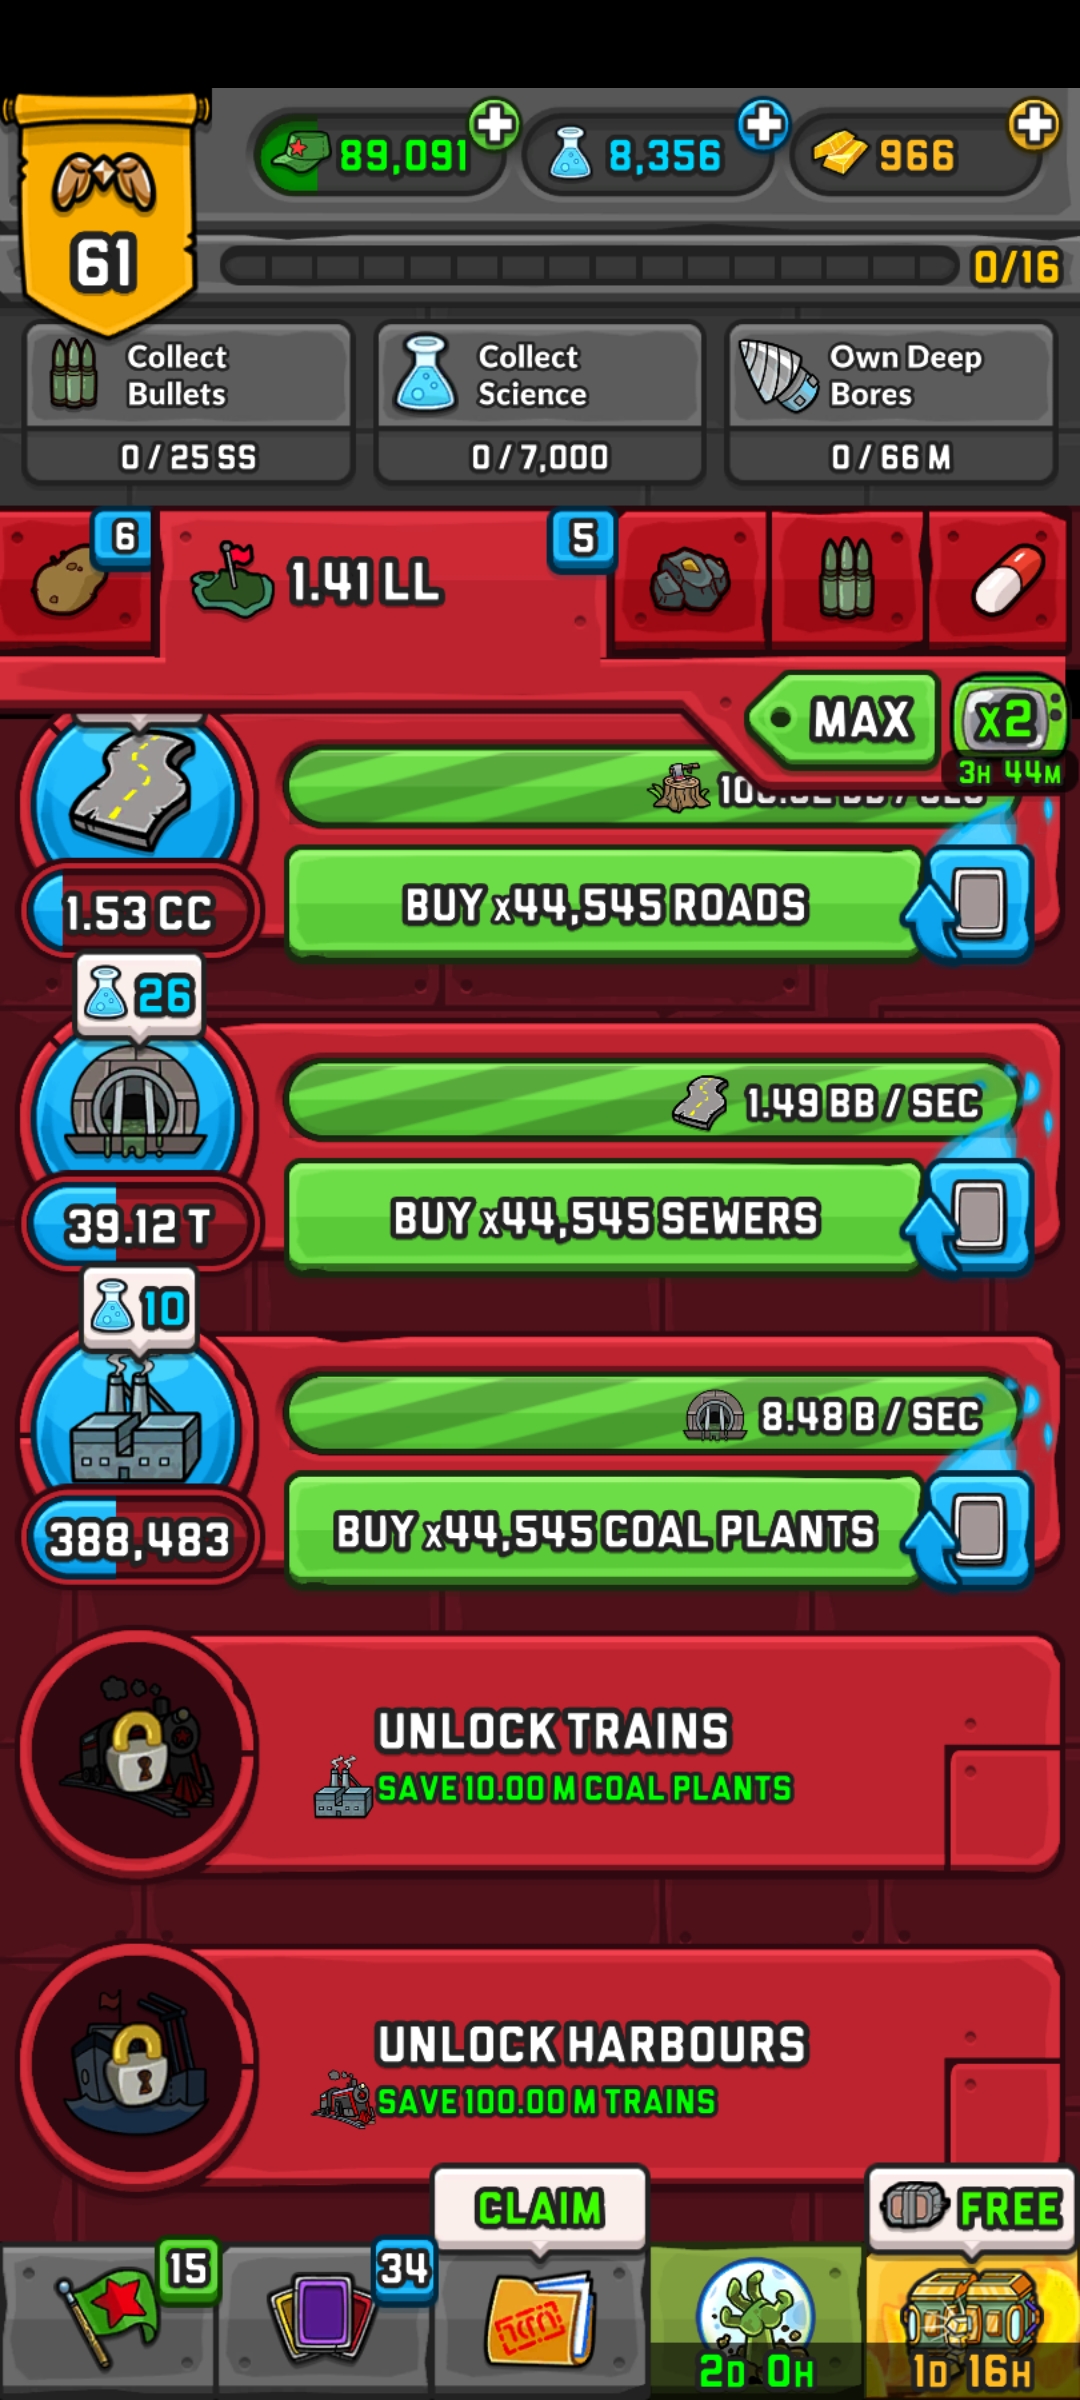 89,091
8,356
966
61
0/16
Collect
Bullets
0 / 25 SS
Collect
Science
0 / 7,000
Own Deep
Bores
0 / 66 M
6
1.41 LL
5
MAX
x2
3H 44M
1.53 CC
BUY x44,545 ROADS
26
1.49 BB / SEC
39.12 T
BUY x44,545 SEWERS
10
8.48 B / SEC
388,483
BUY x44,545 COAL PLANTS
UNLOCK TRAINS
SAVE 10.00 M COAL PLANTS
UNLOCK HARBOURS
SAVE 100.00 M TRAINS
CLAIM
FREE
15
34
2D 0H
1D 16H